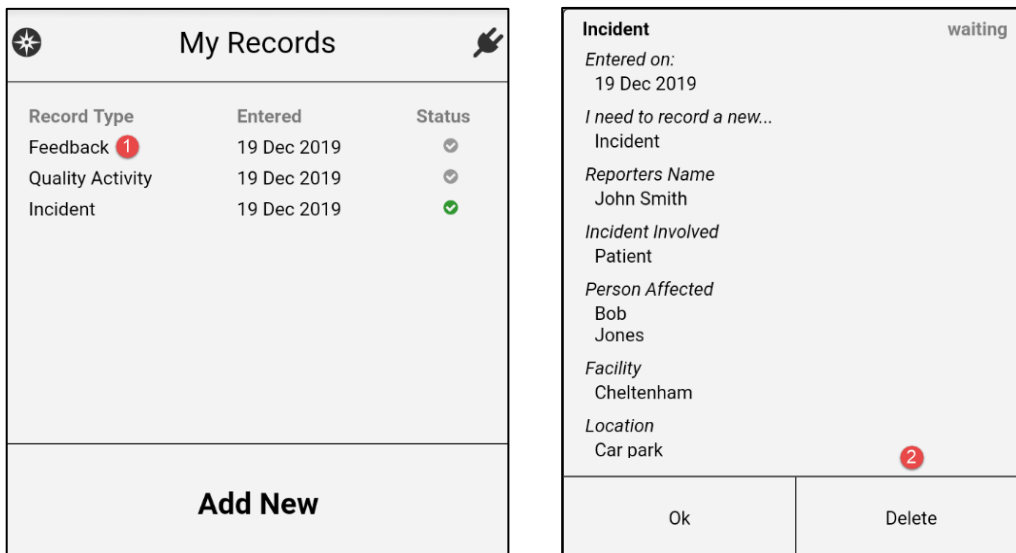 My Records
Record Type Entered Status
Feedback 1 19 Dec 2019
Quality Activity 19 Dec 2019
Incident 19 Dec 2019
Add New
Incident waiting
Entered on:
19 Dec 2019
I need to record a new...
Incident
Reporters Name
John Smith
Incident Involved
Patient
Person Affected
Bob
Jones
Facility
Cheltenham
Location
Car park
2
Ok Delete